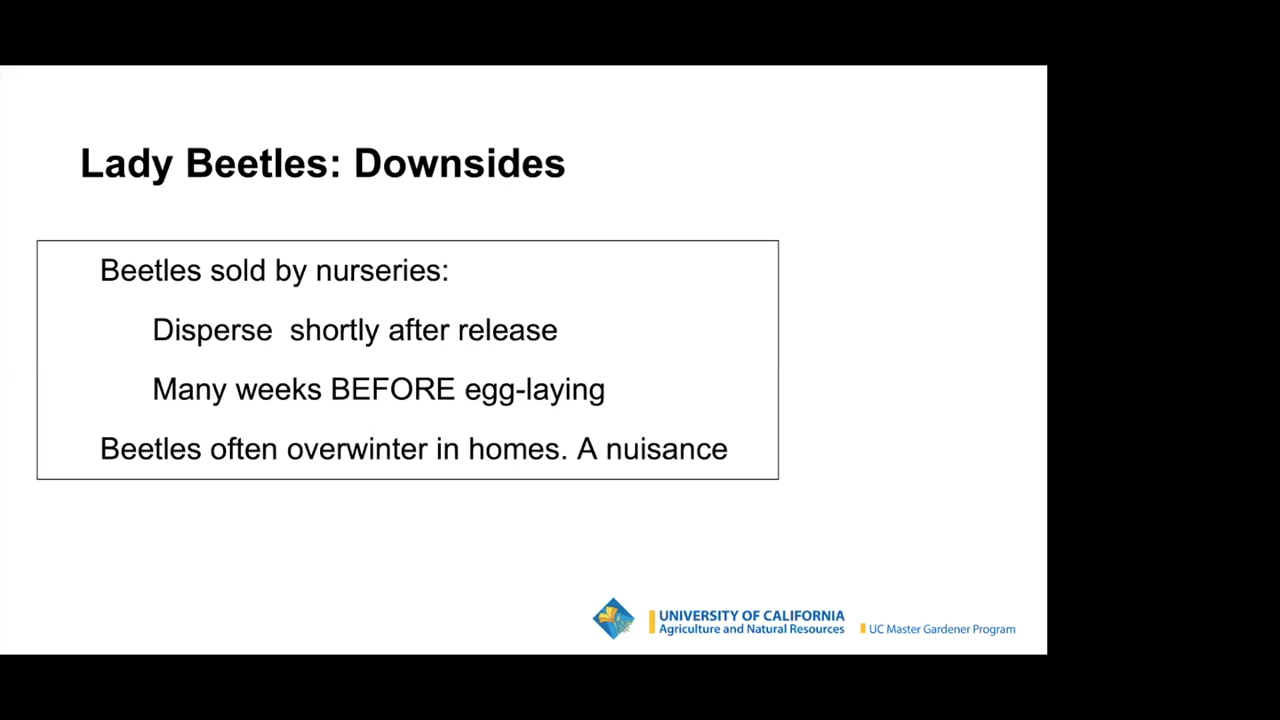 Lady Beetles: Downsides
Beetles sold by nurseries:
Disperse  shortly after release
Many weeks BEFORE egg-laying
Beetles often overwinter in homes. A nuisance
UNIVERSITY OF CALIFORNIA
Agriculture and Natural Resources
UC Master Gardener Program